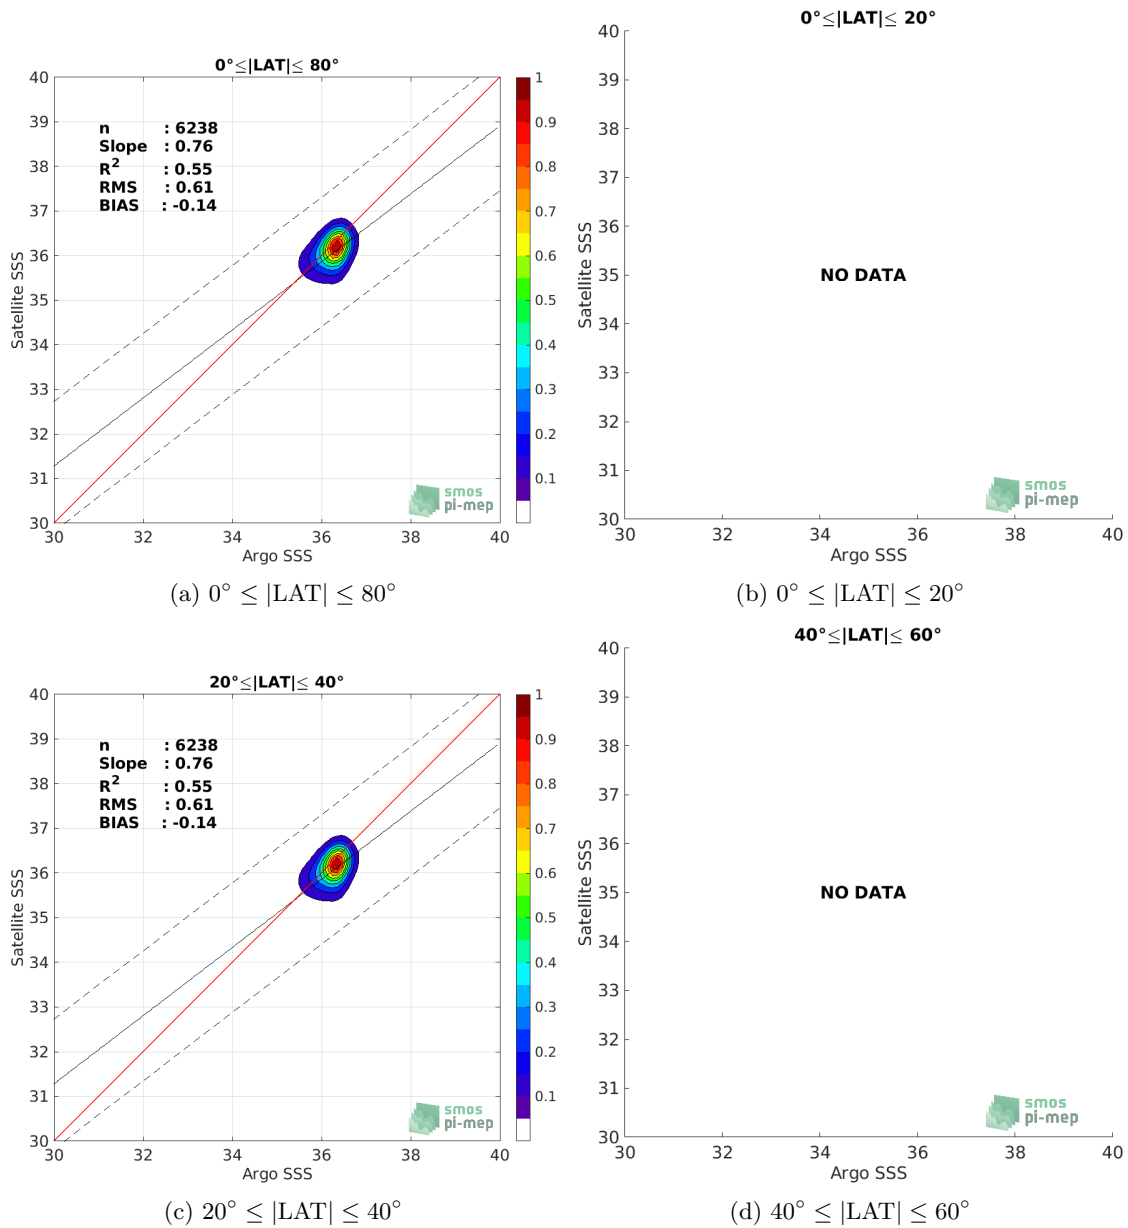 0°≤|LAT|≤ 80°
40
39
38
37
36
35
34
33
32
31
30
30
32
34
36
38
40
Satellite SSS
Argo SSS
n : 6238
Slope : 0.76
R² : 0.55
RMS : 0.61
BIAS : -0.14
1
0.9
0.8
0.7
0.6
0.5
0.4
0.3
0.2
0.1
smos
pi-mep
(a) 0° ≤ |LAT| ≤ 80°
0°≤|LAT|≤ 20°
40
39
38
37
36
35
34
33
32
31
30
30
32
34
36
38
40
Satellite SSS
Argo SSS
NO DATA
smos
pi-mep
(b) 0° ≤ |LAT| ≤ 20°
20°≤|LAT|≤ 40°
40
39
38
37
36
35
34
33
32
31
30
30
32
34
36
38
40
Satellite SSS
Argo SSS
n : 6238
Slope : 0.76
R² : 0.55
RMS : 0.61
BIAS : -0.14
1
0.9
0.8
0.7
0.6
0.5
0.4
0.3
0.2
0.1
smos
pi-mep
(c) 20° ≤ |LAT| ≤ 40°
40°≤|LAT|≤ 60°
40
39
38
37
36
35
34
33
32
31
30
30
32
34
36
38
40
Satellite SSS
Argo SSS
NO DATA
smos
pi-mep
(d) 40° ≤ |LAT| ≤ 60°